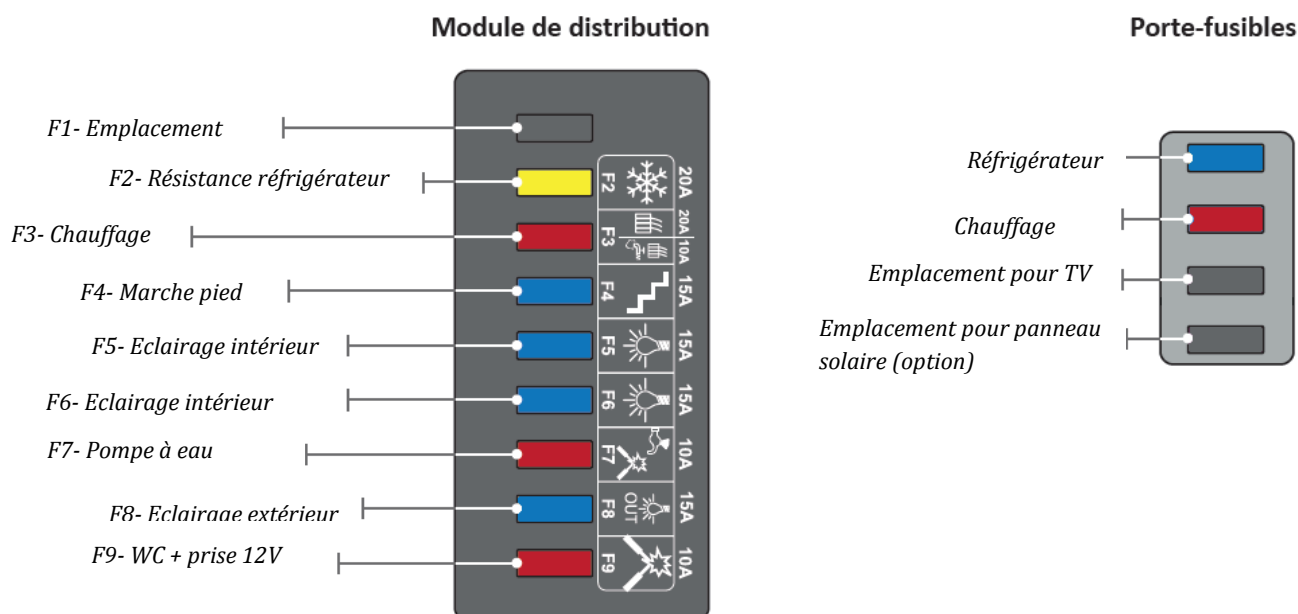 Module de distribution
F1- Emplacement
F2- Résistance réfrigérateur
F2
20A
F3- Chauffage
F3
20A
10A
F4- Marche pied
F4
15A
F5- Eclairage intérieur
F5
15A
F6- Eclairage intérieur
F6
15A
F7- Pompe à eau
F7
10A
F8- Eclairage extérieur
F8
OUT
15A
F9- WC + prise 12V
F9
10A
Porte-fusibles
Réfrigérateur
Chauffage
Emplacement pour TV
Emplacement pour panneau
solaire (option)